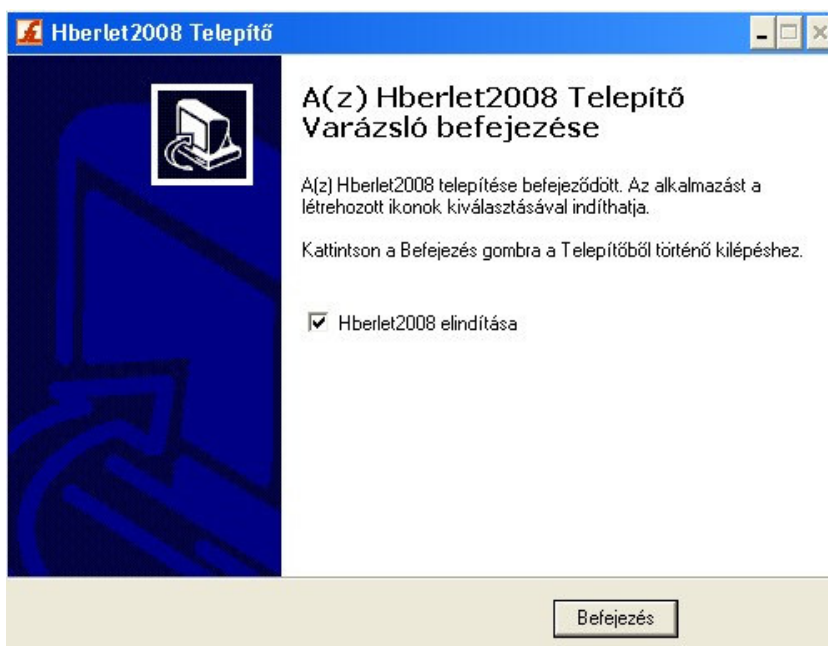 Hberlet2008 Telepítő
A(z) Hberlet2008 Telepítő
Varázsló befejezése
A(z) Hberlet2008 telepítése befejeződött. Az alkalmazást a
létrehozott ikonok kiválasztásával indíthatja.
Kattintson a Befejezés gombra a Telepítőből történő kilépéshez.
Hberlet2008 elindítása
Befejezés